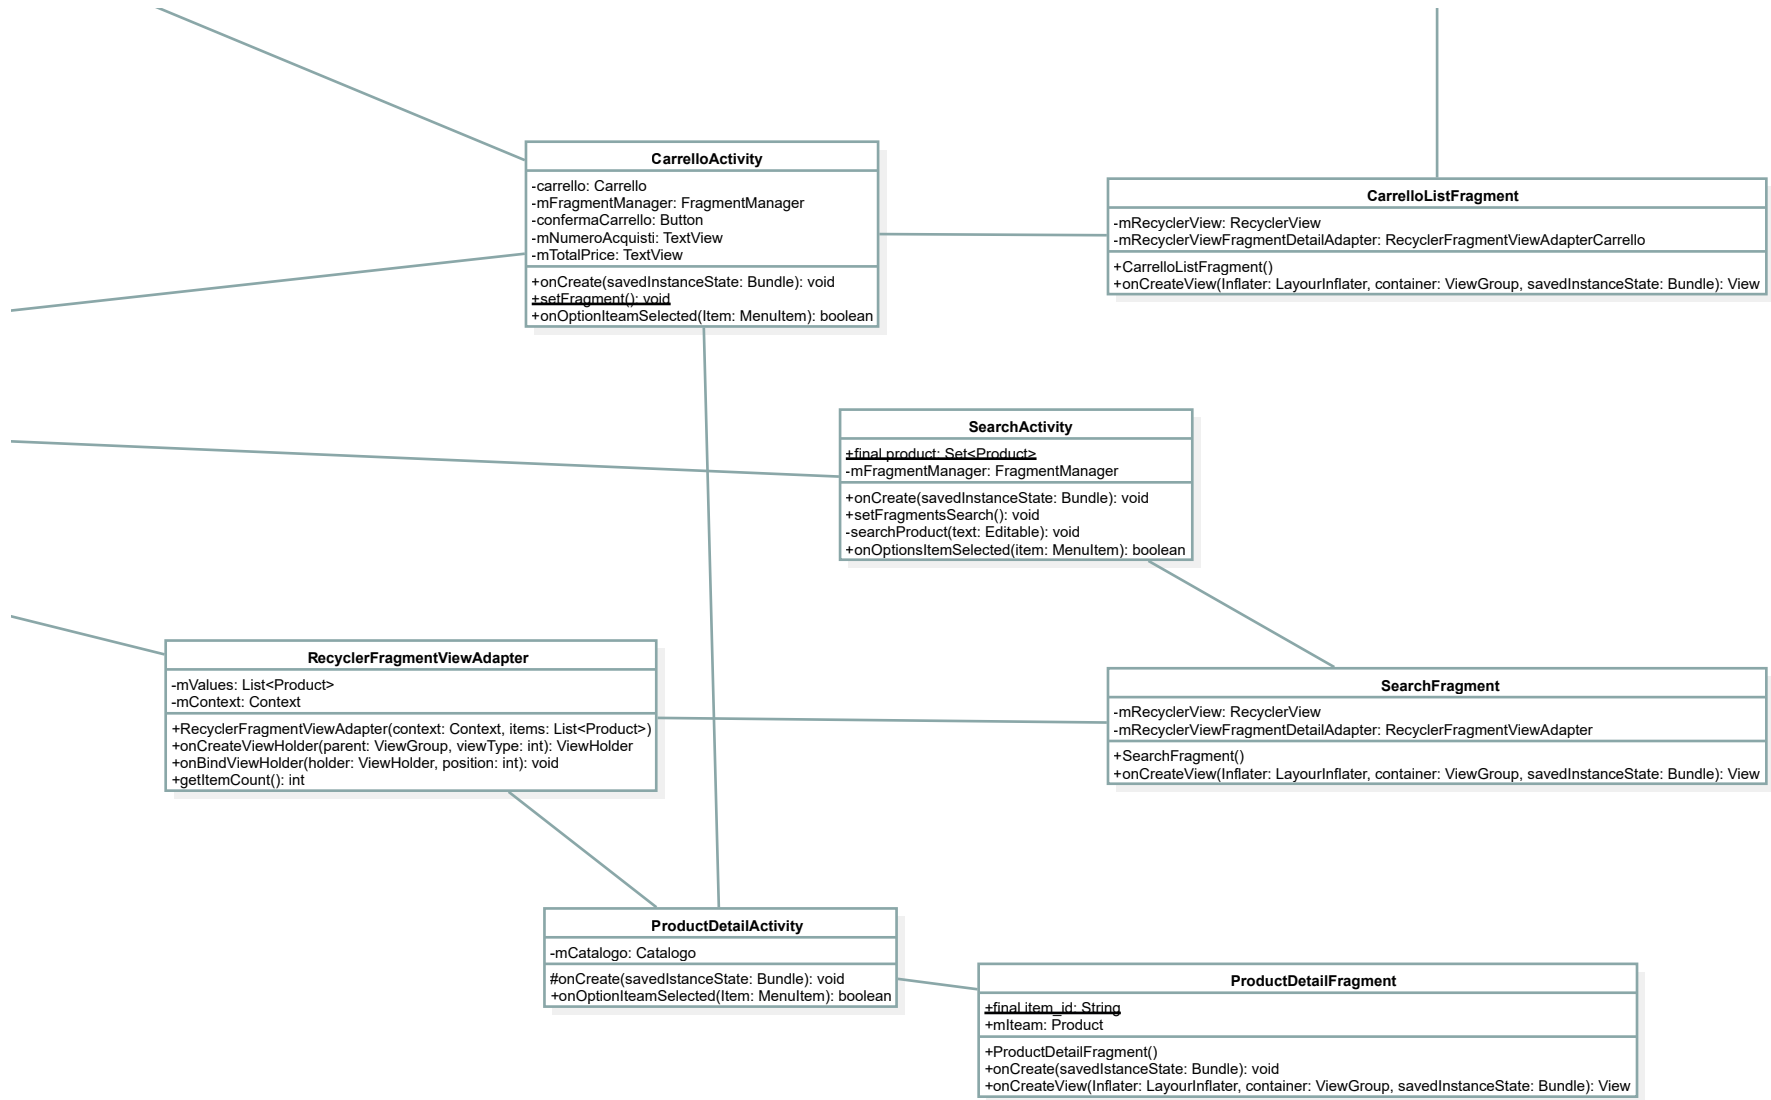 CarrelloActivity
-carrello: Carrello
-mFragmentManager: FragmentManager
-confermaCarrello: Button
-mNumeroAcquisti: TextView
-mTotalPrice: TextView
+onCreate(savedInstanceState: Bundle): void
+setFragment(): void
+onOptionIteamSelected(Item: MenuItem): boolean
CarrelloListFragment
-mRecyclerView: RecyclerView
-mRecyclerViewFragmentDetailAdapter: RecyclerFragmentViewAdapterCarrello
+CarrelloListFragment()
+onCreateView(Inflater: LayourInflater, container: ViewGroup, savedInstanceState: Bundle): View
SearchActivity
+final product: Set<Product>
-mFragmentManager: FragmentManager
+onCreate(savedInstanceState: Bundle): void
+setFragmentsSearch(): void
-searchProduct(text: Editable): void
+onOptionsItemSelected(item: MenuItem): boolean
RecyclerFragmentViewAdapter
-mValues: List<Product>
-mContext: Context
+RecyclerFragmentViewAdapter(context: Context, items: List<Product>)
+onCreateViewHolder(parent: ViewGroup, viewType: int): ViewHolder
+onBindViewHolder(holder: ViewHolder, position: int): void
+getItemCount(): int
SearchFragment
-mRecyclerView: RecyclerView
-mRecyclerViewFragmentDetailAdapter: RecyclerFragmentViewAdapter
+SearchFragment()
+onCreateView(Inflater: LayourInflater, container: ViewGroup, savedInstanceState: Bundle): View
ProductDetailActivity
-mCatalogo: Catalogo
#onCreate(savedIstanceState: Bundle): void
+onOptionIteamSelected(Item: MenuItem): boolean
ProductDetailFragment
+final item_id: String
+mIteam: Product
+ProductDetailFragment()
+onCreate(savedIstanceState: Bundle): void
+onCreateView(Inflater: LayourInflater, container: ViewGroup, savedInstanceState: Bundle): View